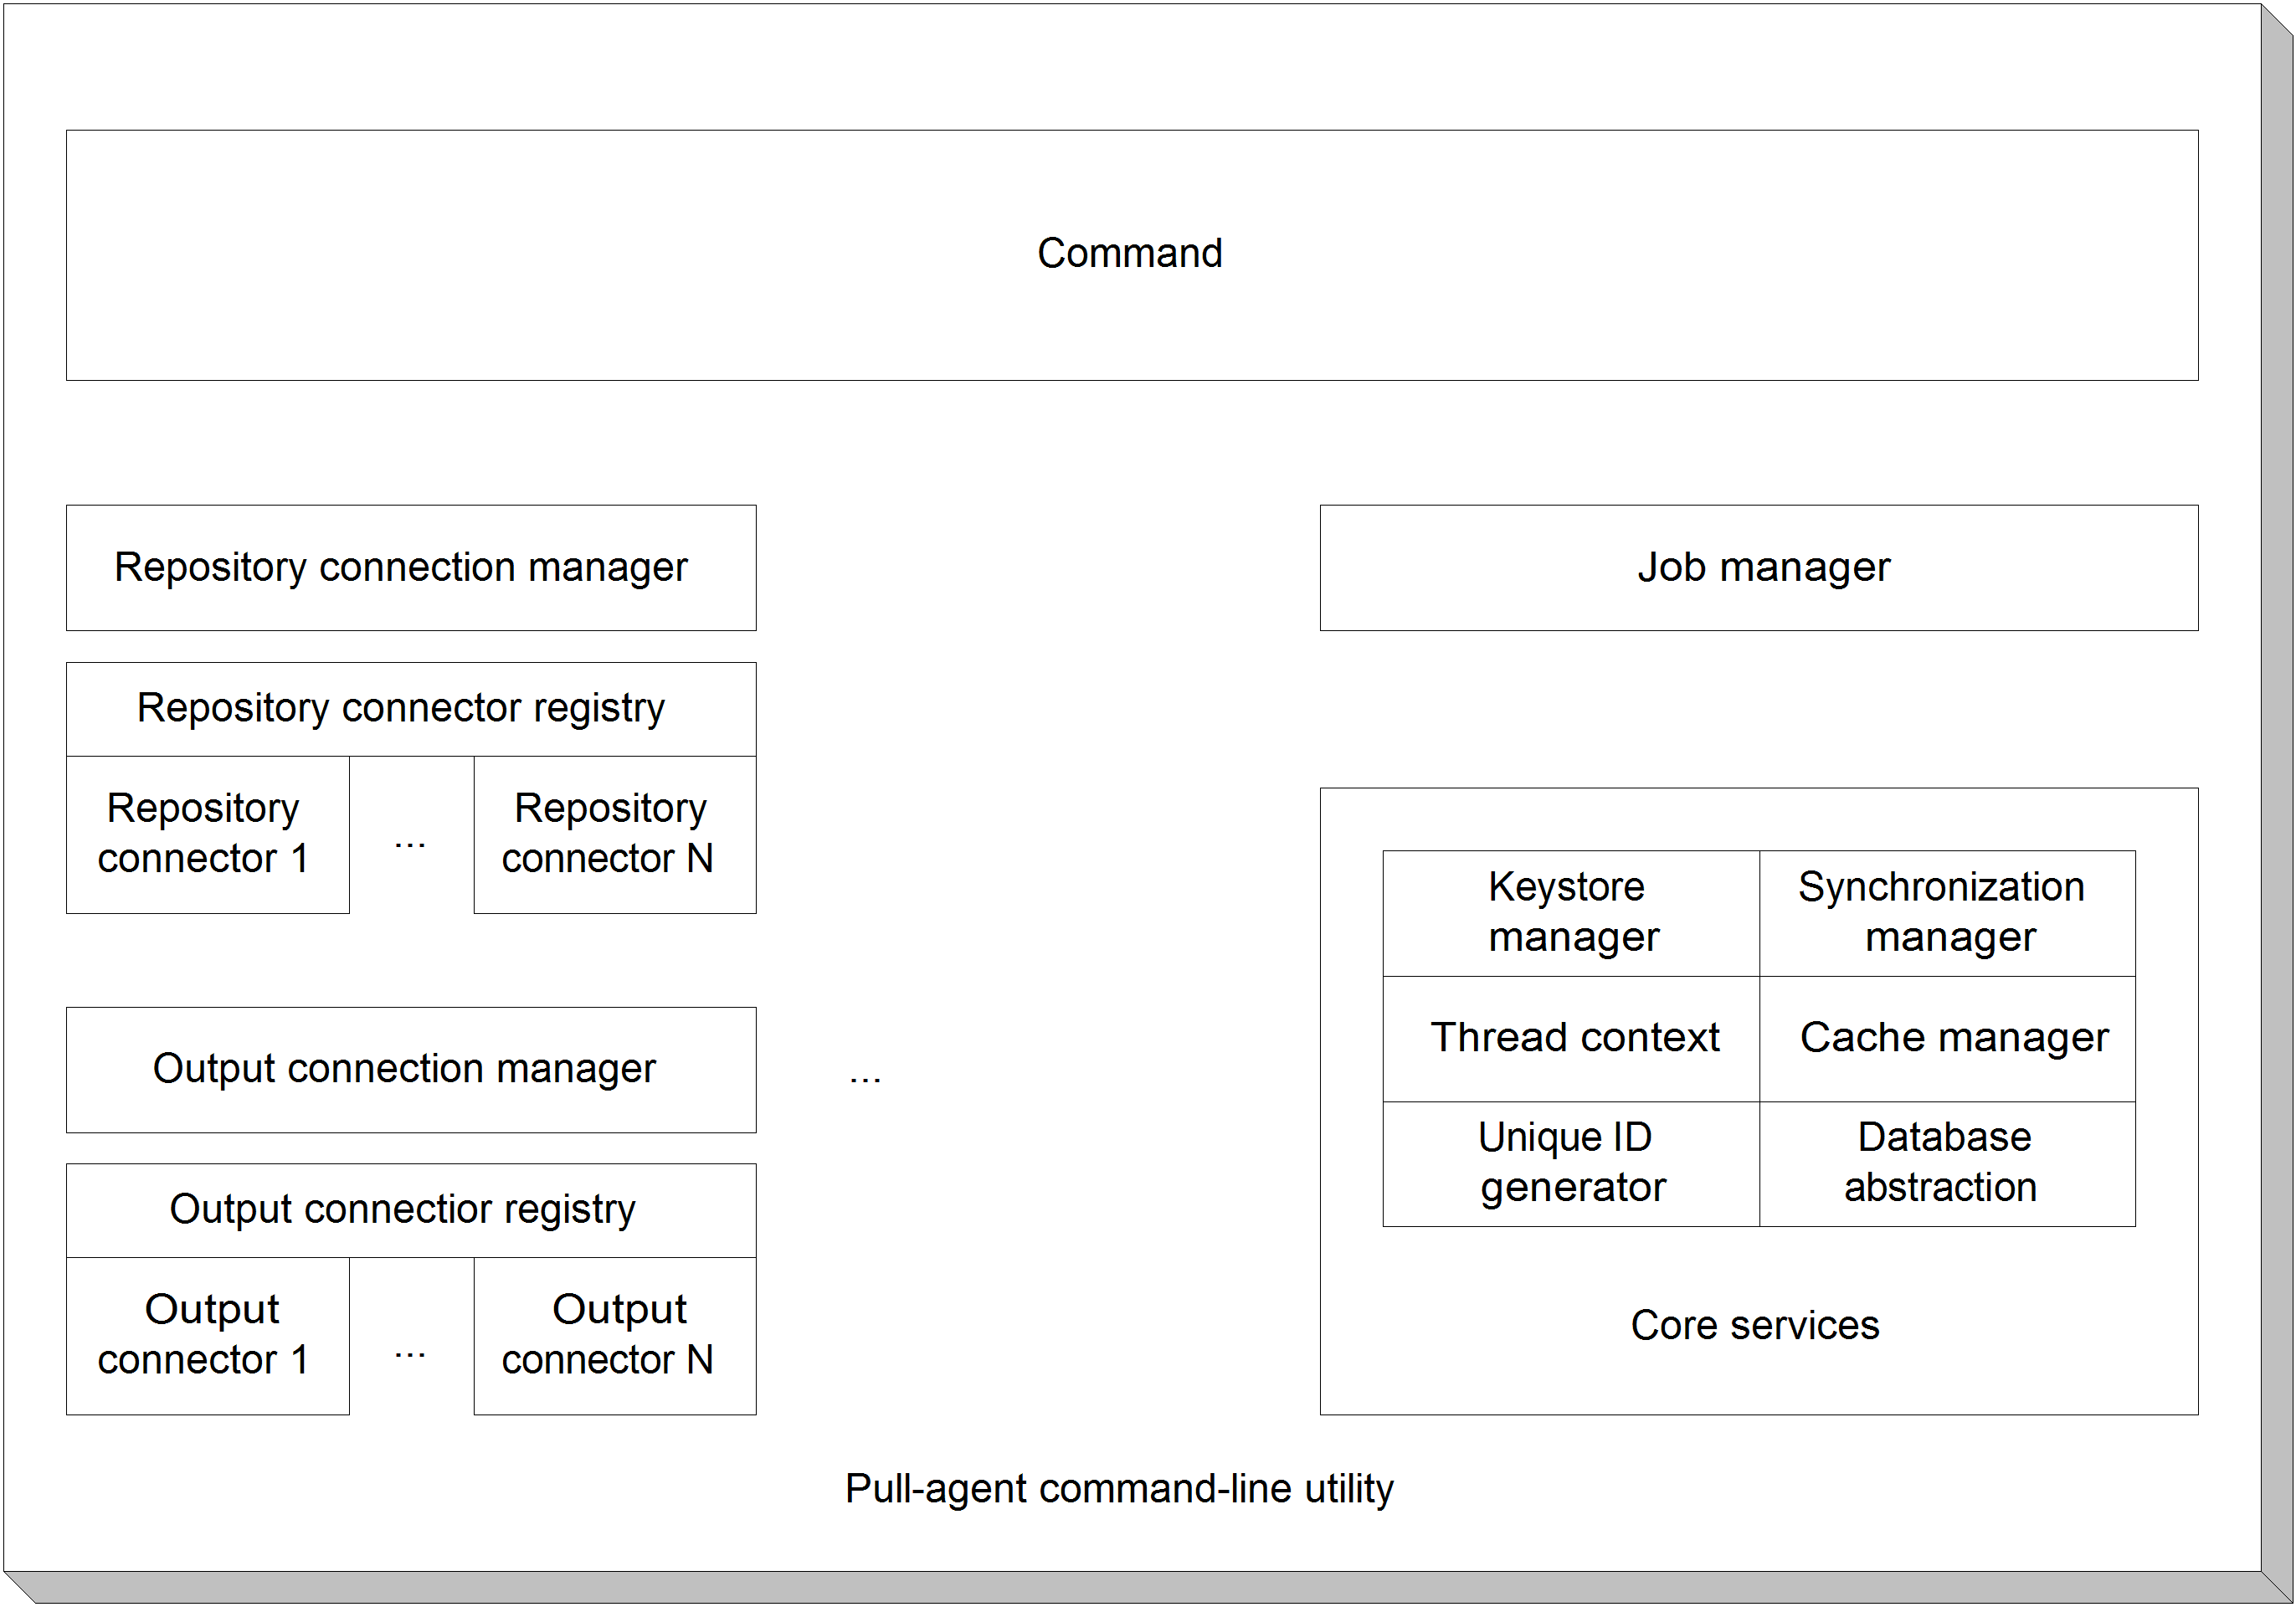 Command
Repository connection manager
Job manager
Repository connector registry
Repository
connector 1
...
Repository
connector N
Output connection manager
...
Output connectior registry
Output
connector 1
...
Output
connector N
Keystore
manager
Synchronization
manager
Thread context
Cache manager
Unique ID
generator
Database
abstraction
Core services
Pull-agent command-line utility